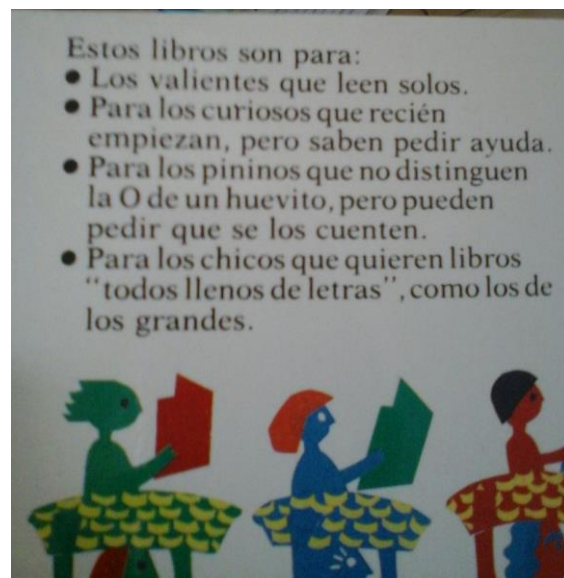 Estos libros son para:
● Los valientes que leen solos.
● Para los curiosos que recién
empiezan, pero saben pedir ayuda.
● Para los pininos que no distinguen
la O de un huevito, pero pueden
pedir que se los cuenten.
● Para los chicos que quieren libros
“todos llenos de letras”, como los de
los grandes.